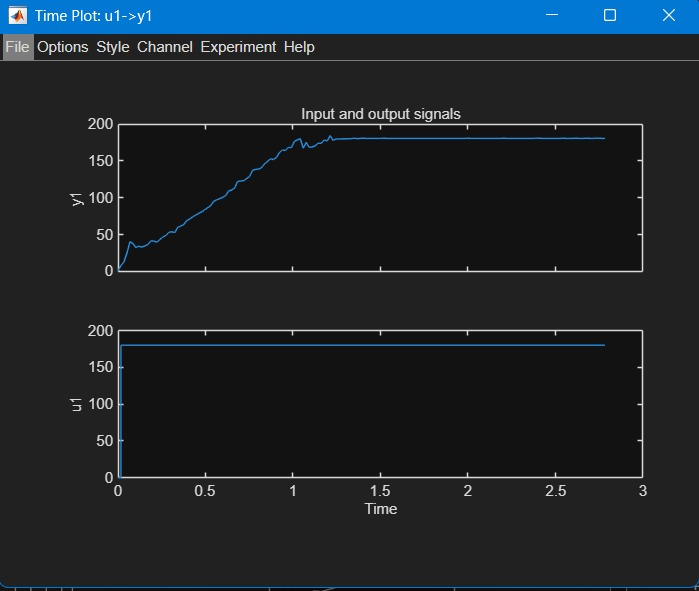 Time Plot: u1->y1
File Options Style Channel Experiment Help
Input and output signals
200
150
100
50
0
y1
200
150
100
50
0
u1
0 0.5 1 1.5 2 2.5 3
Time